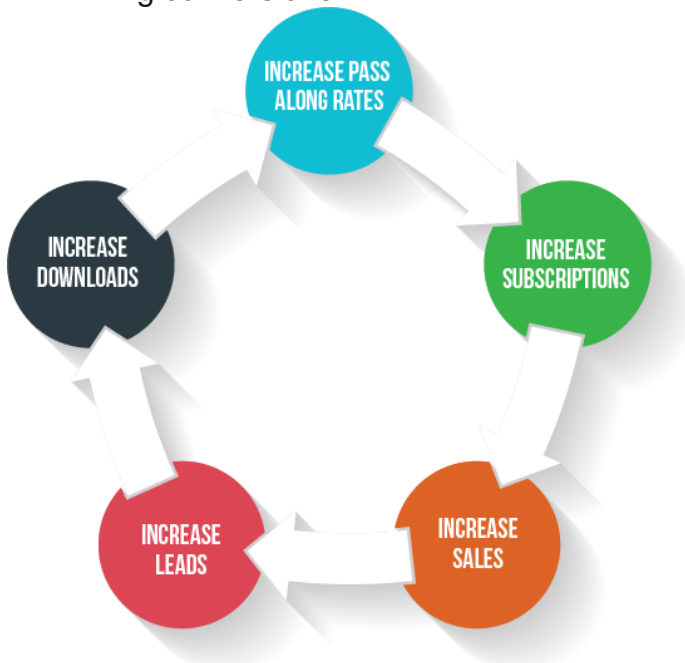 INCREASE PASS
ALONG RATES
INCREASE
SUBSCRIPTIONS
INCREASE
SALES
INCREASE
LEADS
INCREASE
DOWNLOADS